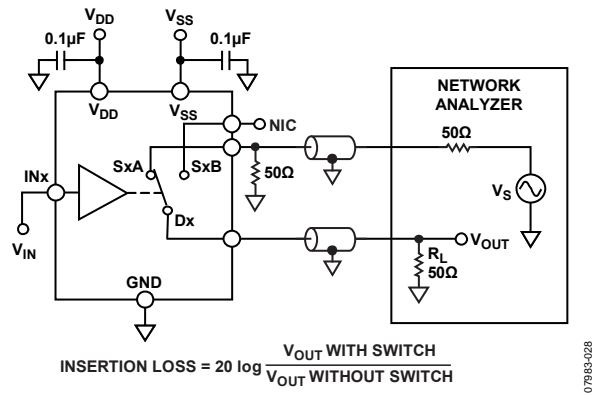 VDD
VSS
0.1µF
0.1µF
VDD
VSS
NIC
NETWORK
ANALYZER
50Ω
SxA
SxB
50Ω
INx
VS
Dx
VOUT
VIN
RL
50Ω
GND
INSERTION LOSS = 20 log VOUT WITH SWITCH
VOUT WITHOUT SWITCH
07983-028